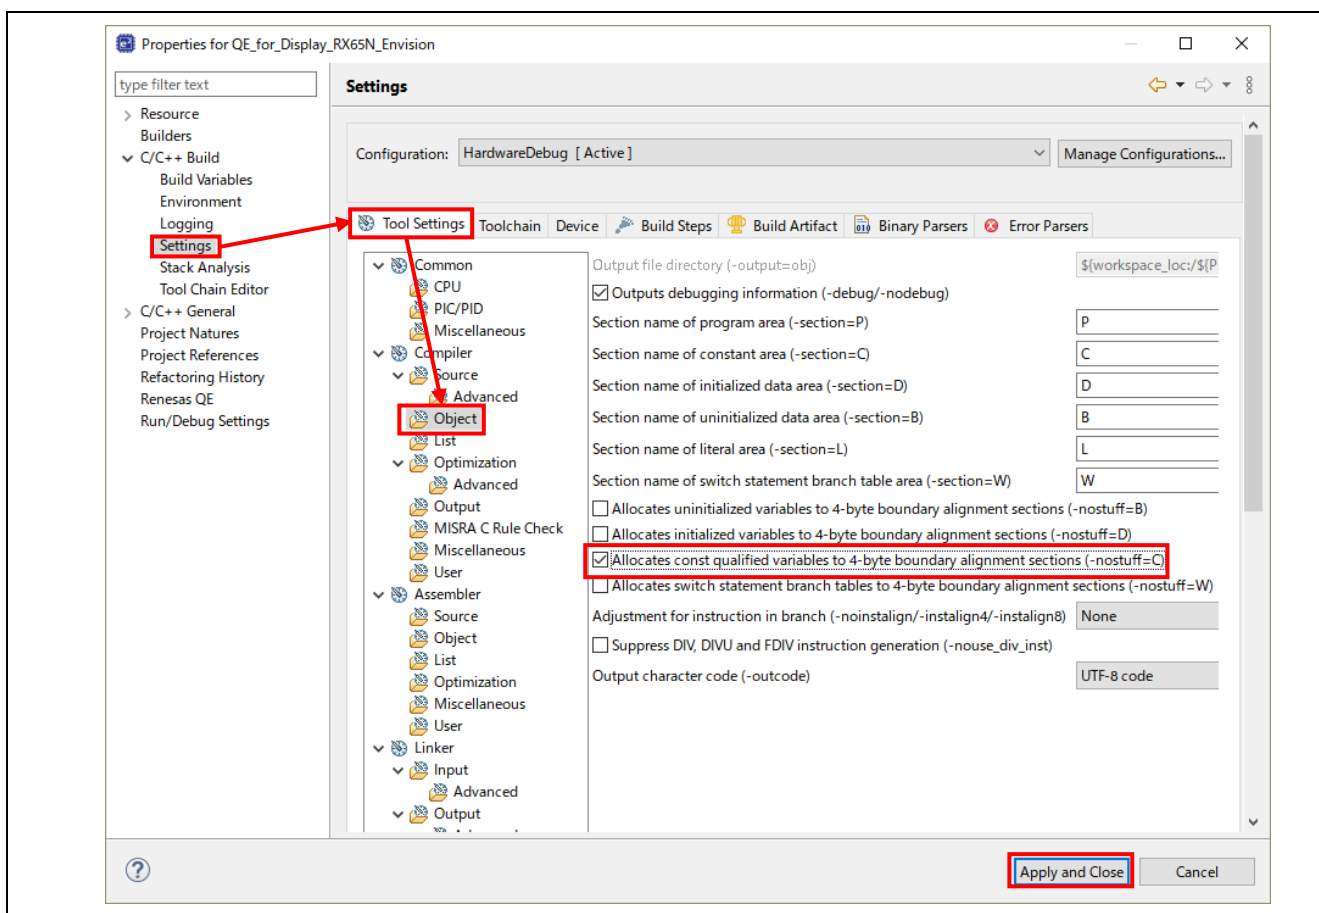 Properties for QE_for_Display_RX65N_Envision
type filter text
Resource
Builders
C/C++ Build
Build Variables
Environment
Logging
Settings
Stack Analysis
Tool Chain Editor
C/C++ General
Project Natures
Project References
Refactoring History
Renesas QE
Run/Debug Settings
Settings
Configuration: HardwareDebug [ Active ] Manage Configurations...
Tool Settings Toolchain Device Build Steps Build Artifact Binary Parsers Error Parsers
Common
CPU
PIC/PID
Miscellaneous
Compiler
Source
Advanced
Object
List
Optimization
Advanced
Output
MISRA C Rule Check
Miscellaneous
User
Assembler
Source
Object
List
Optimization
Miscellaneous
User
Linker
Input
Advanced
Output
Output file directory (-output=obj) ${workspace_loc:/${P
Outputs debugging information (-debug/-nodebug)
Section name of program area (-section=P) P
Section name of constant area (-section=C) C
Section name of initialized data area (-section=D) D
Section name of uninitialized data area (-section=B) B
Section name of literal area (-section=L) L
Section name of switch statement branch table area (-section=W) W
Allocates uninitialized variables to 4-byte boundary alignment sections (-nostuff=B)
Allocates initialized variables to 4-byte boundary alignment sections (-nostuff=D)
Allocates const qualified variables to 4-byte boundary alignment sections (-nostuff=C)
Allocates switch statement branch tables to 4-byte boundary alignment sections (-nostuff=W)
Adjustment for instruction in branch (-noinstalign/-instalign4/-instalign8) None
Suppress DIV, DIVU and FDIV instruction generation (-nouse_div_inst)
Output character code (-outcode) UTF-8 code
Apply and Close Cancel